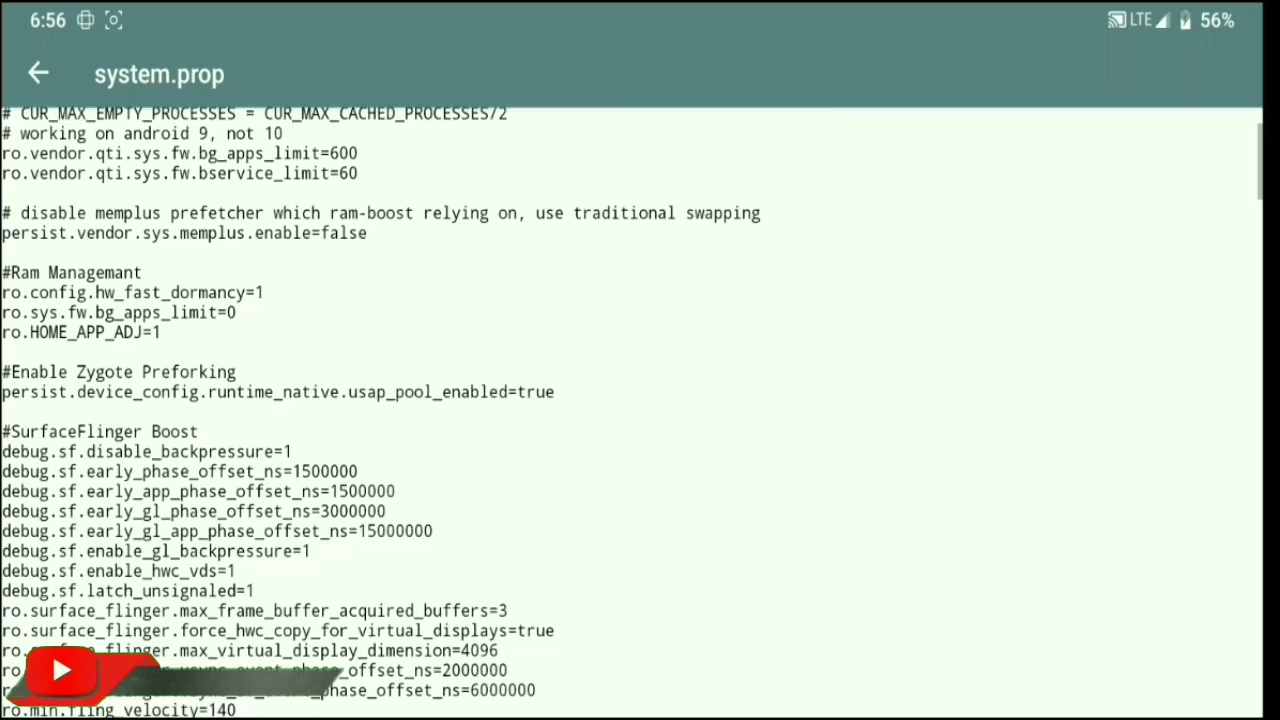 6:56 LTE 56%
system.prop
# CUR_MAX_EMPTY_PROCESSES = CUR_MAX_CACHED_PROCESSES/2
# working on android 9, not 10
ro.vendor.qti.sys.fw.bg_apps_limit=600
ro.vendor.qti.sys.fw.bservice_limit=60
# disable memplus prefetcher which ram-boost relying on, use traditional swapping
persist.vendor.sys.memplus.enable=false
#Ram Managemant
ro.config.hw_fast_dormancy=1
ro.sys.fw.bg_apps_limit=0
ro.HOME_APP_ADJ=1
#Enable Zygote Preforking
persist.device_config.runtime_native.usap_pool_enabled=true
#SurfaceFlinger Boost
debug.sf.disable_backpressure=1
debug.sf.early_phase_offset_ns=1500000
debug.sf.early_app_phase_offset_ns=1500000
debug.sf.early_gl_phase_offset_ns=3000000
debug.sf.early_gl_app_phase_offset_ns=15000000
debug.sf.enable_gl_backpressure=1
debug.sf.enable_hwc_vds=1
debug.sf.latch_unsignaled=1
ro.surface_flinger.max_frame_buffer_acquired_buffers=3
ro.surface_flinger.force_hwc_copy_for_virtual_displays=true
ro.surface_flinger.max_virtual_display_dimension=4096
phase_offset_ns=2000000
phase_offset_ns=6000000
ro.min.fling_velocity=140